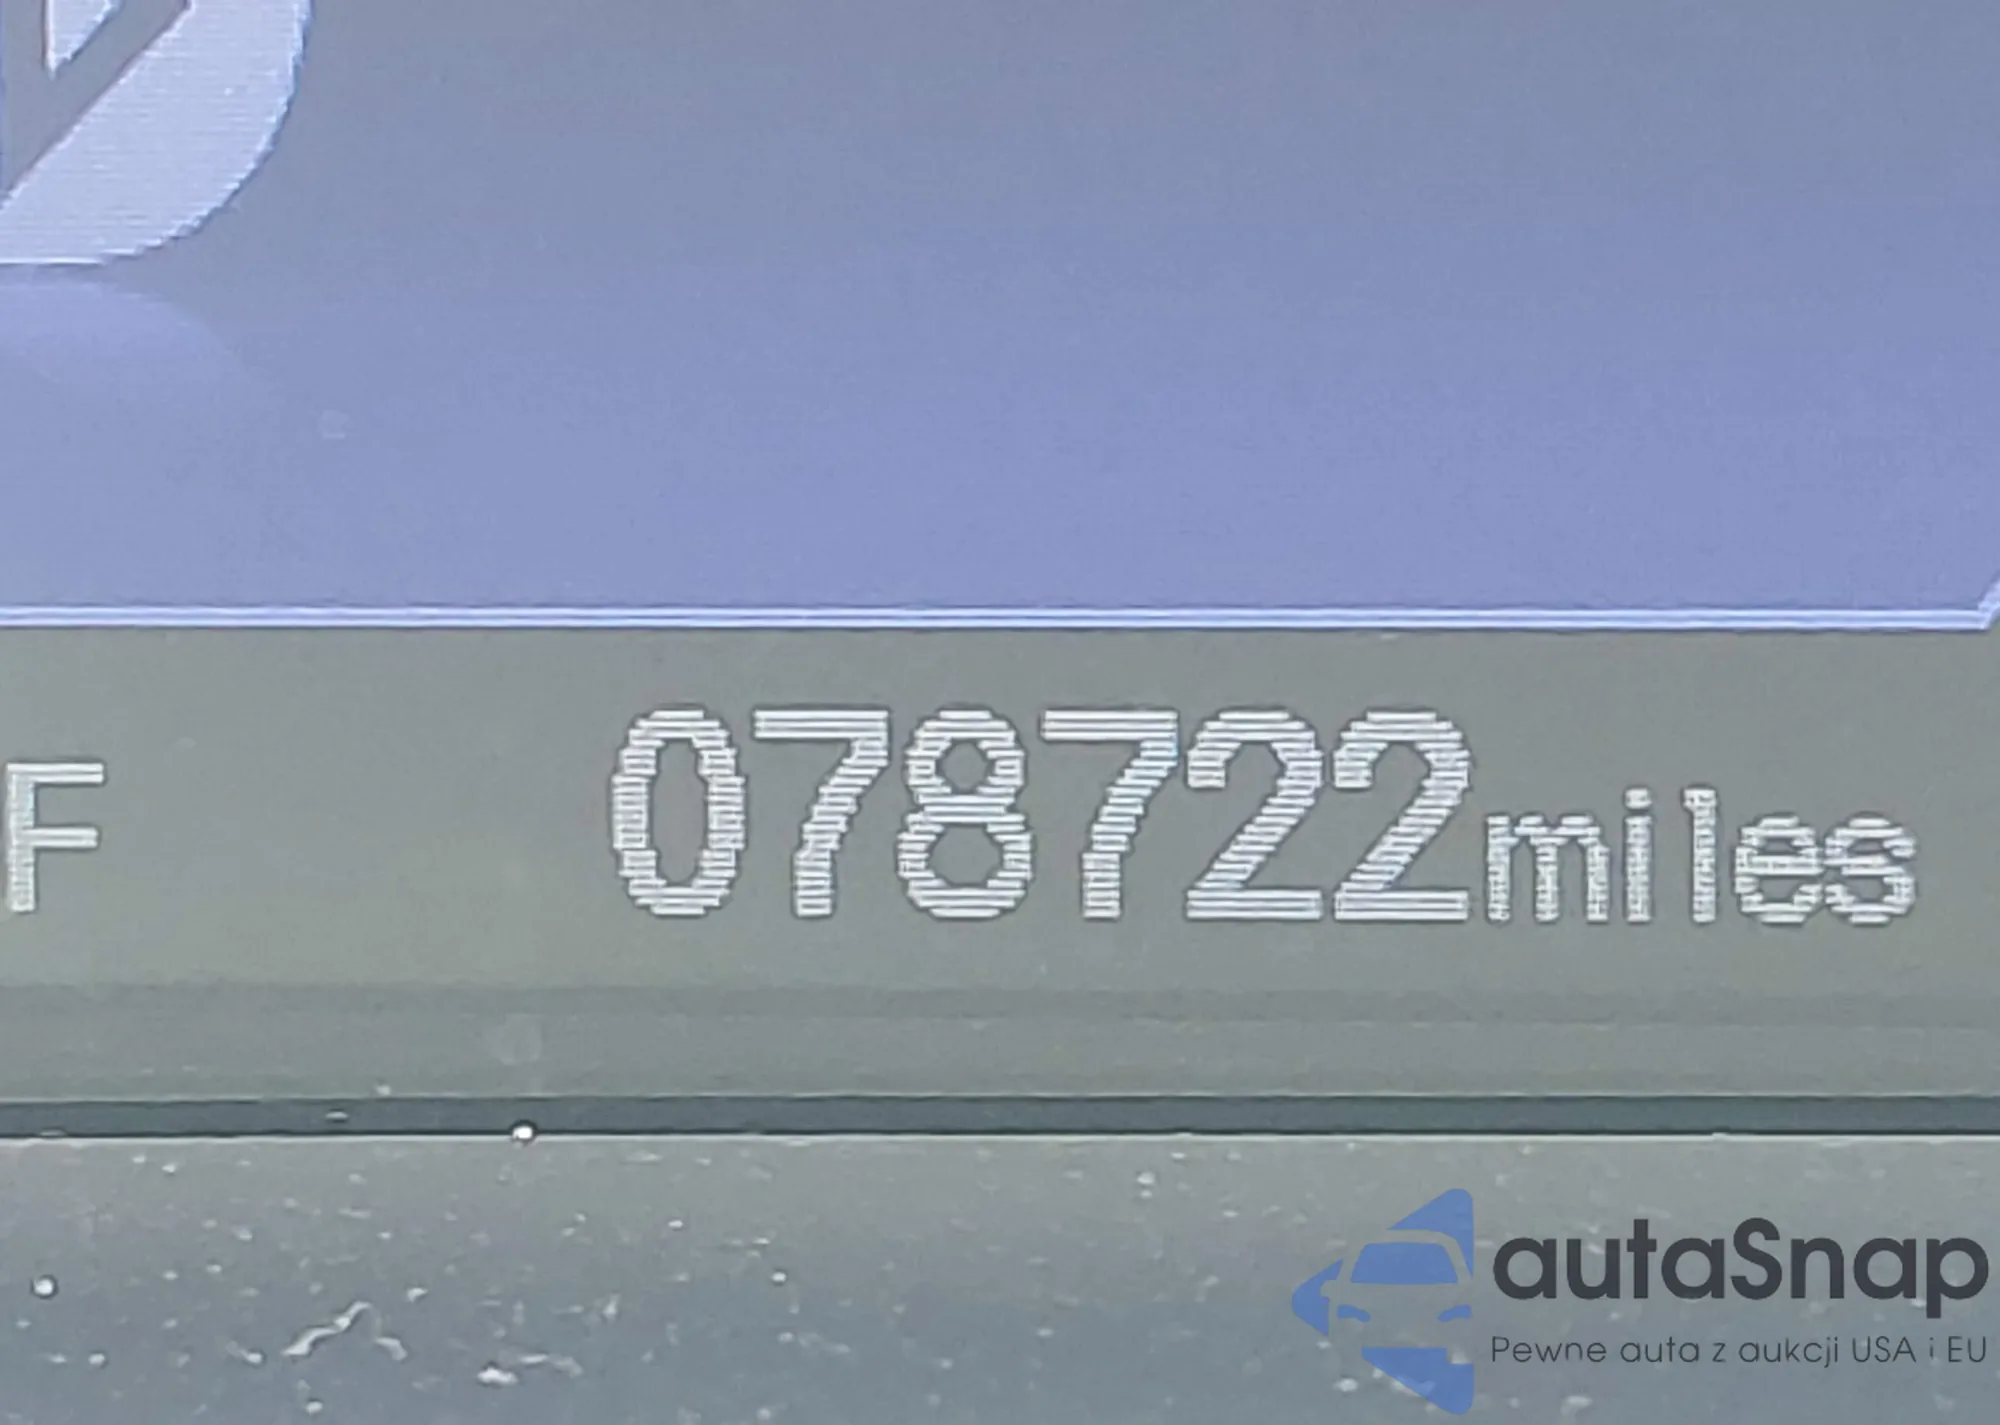 F
078722miles
autaSnap
Pewne auta z aukcji USA i EU